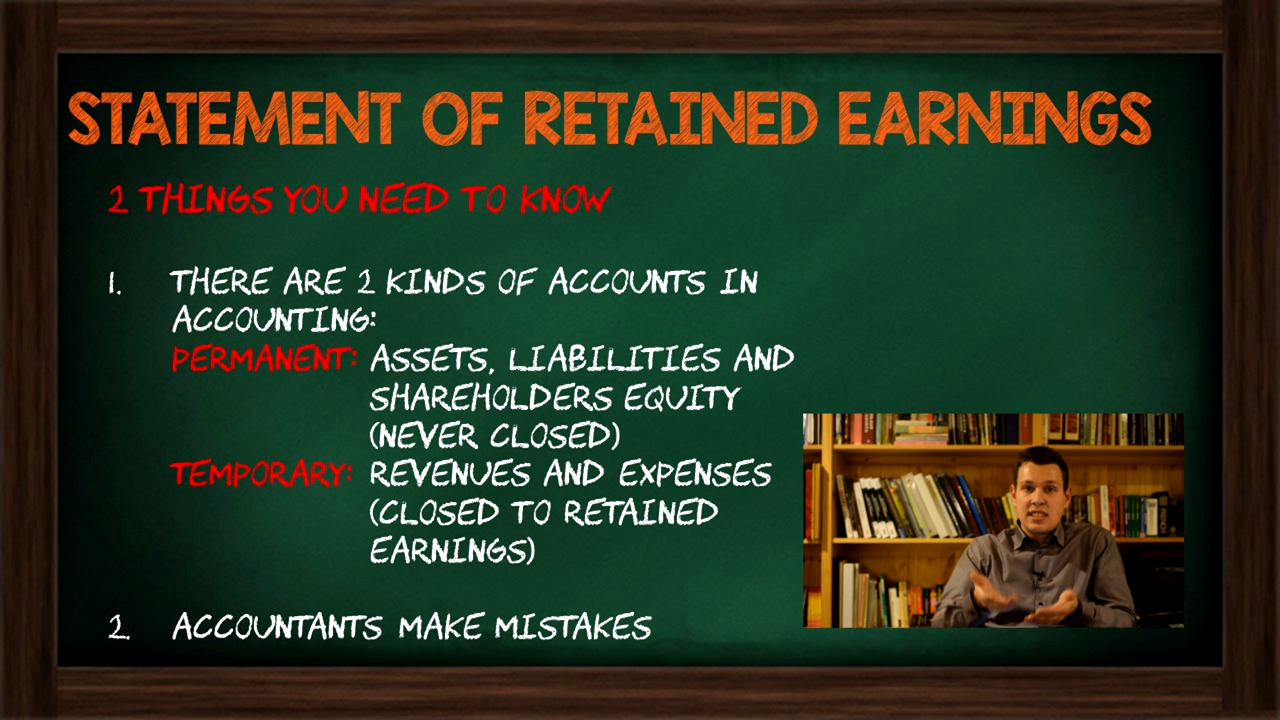 STATEMENT OF RETAINED EARNINGS
2 THINGS YOU NEED TO KNOW
1. THERE ARE 2 KINDS OF ACCOUNTS IN
ACCOUNTING:
PERMANENT: ASSETS, LIABILITIES AND
SHAREHOLDERS EQUITY
(NEVER CLOSED)
TEMPORARY: REVENUES AND EXPENSES
(CLOSED TO RETAINED
EARNINGS)
2. ACCOUNTANTS MAKE MISTAKES